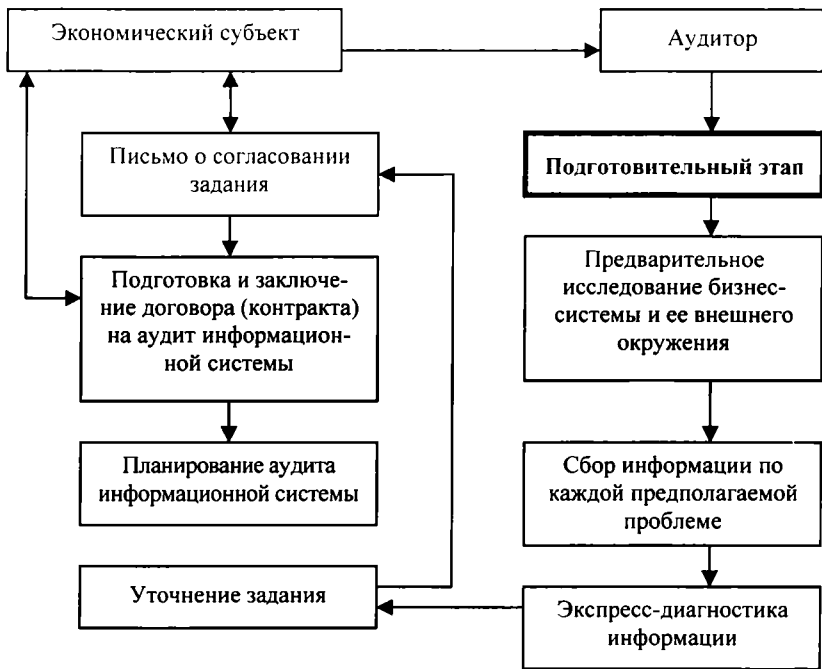 Экономический субъект
Аудитор
Письмо о согласовании
задания
Подготовительный этап
Подготовка и заключе-
ние договора (контракта)
на аудит информацион-
ной системы
Предварительное
исследование бизнес-
системы и ее внешнего
окружения
Планирование аудита
информационной системы
Сбор информации по
каждой предполагаемой
проблеме
Уточнение задания
Экспресс-диагностика
информации